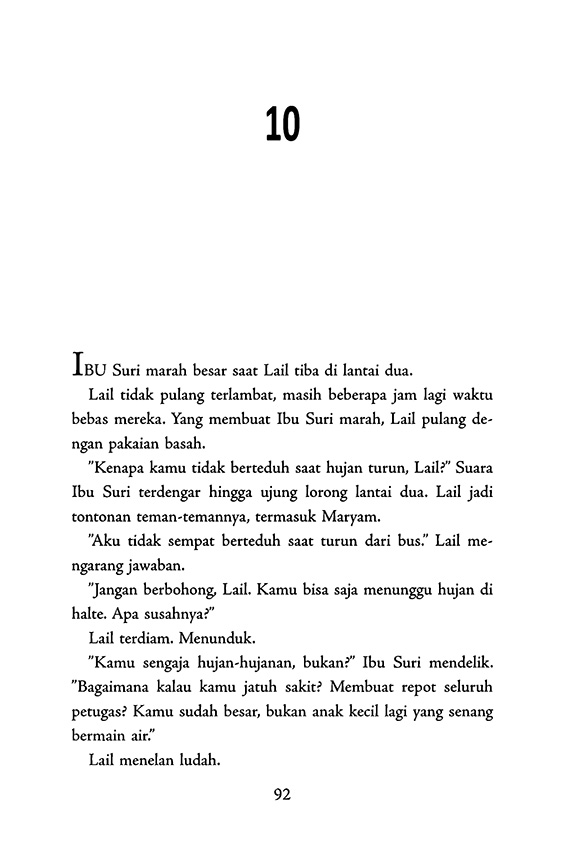 10
IBU Suri marah besar saat Lail tiba di lantai dua.
Lail tidak pulang terlambat, masih beberapa jam lagi waktu
bebas mereka. Yang membuat Ibu Suri marah, Lail pulang de-
ngan pakaian basah.
”Kenapa kamu tidak berteduh saat hujan turun, Lail?” Suara
Ibu Suri terdengar hingga ujung lorong lantai dua. Lail jadi
tontonan teman-temannya, termasuk Maryam.
”Aku tidak sempat berteduh saat turun dari bus.” Lail me-
ngarang jawaban.
”Jangan berbohong, Lail. Kamu bisa saja menunggu hujan di
halte. Apa susahnya?”
Lail terdiam. Menunduk.
”Kamu sengaja hujan-hujanan, bukan?” Ibu Suri mendelik.
”Bagaimana kalau kamu jatuh sakit? Membuat repot seluruh
petugas? Kamu sudah besar, bukan anak kecil lagi yang senang
bermain air.”
Lail menelan ludah.
92